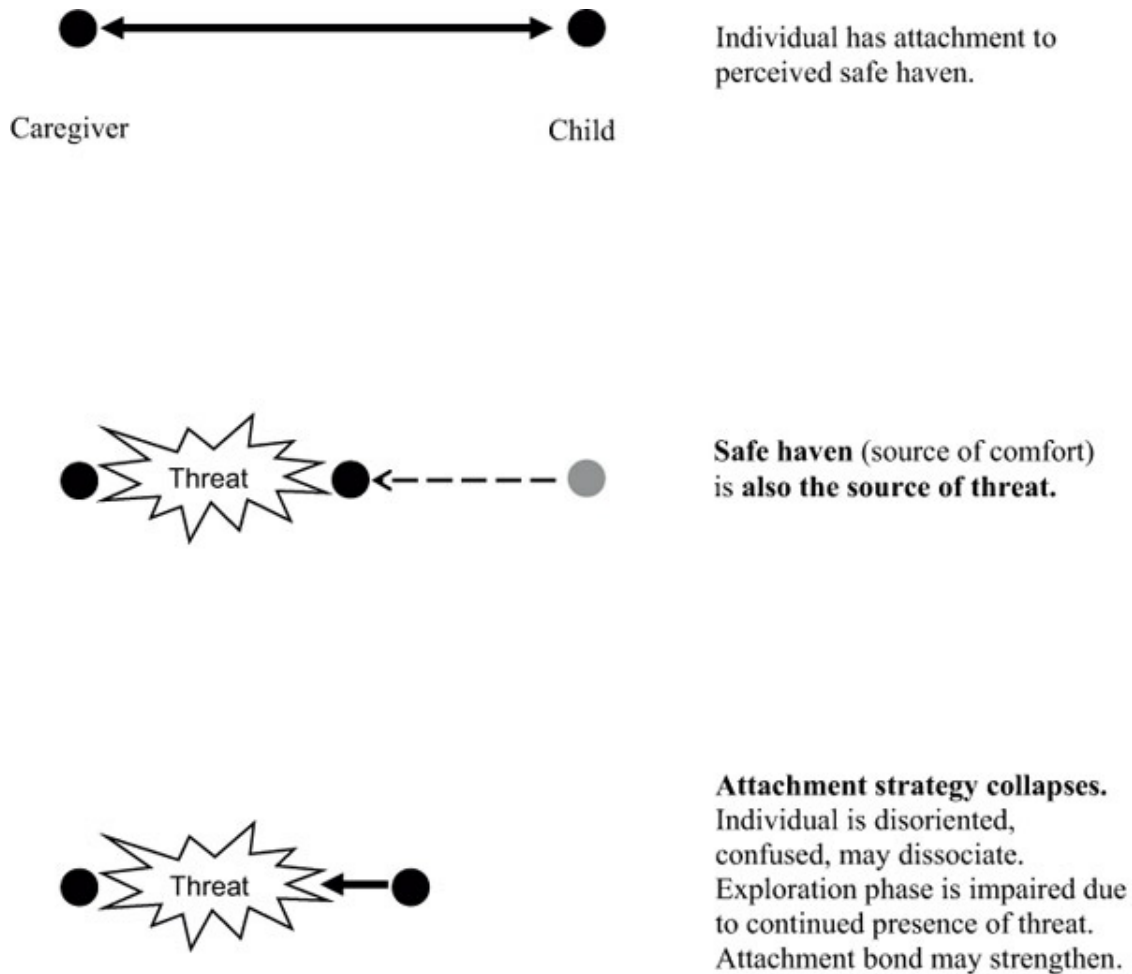 Individual has attachment to
perceived safe haven.
Caregiver
Child
Threat
Safe haven (source of comfort)
is also the source of threat.
Threat
Attachment strategy collapses.
Individual is disoriented,
confused, may dissociate.
Exploration phase is impaired due
to continued presence of threat.
Attachment bond may strengthen.